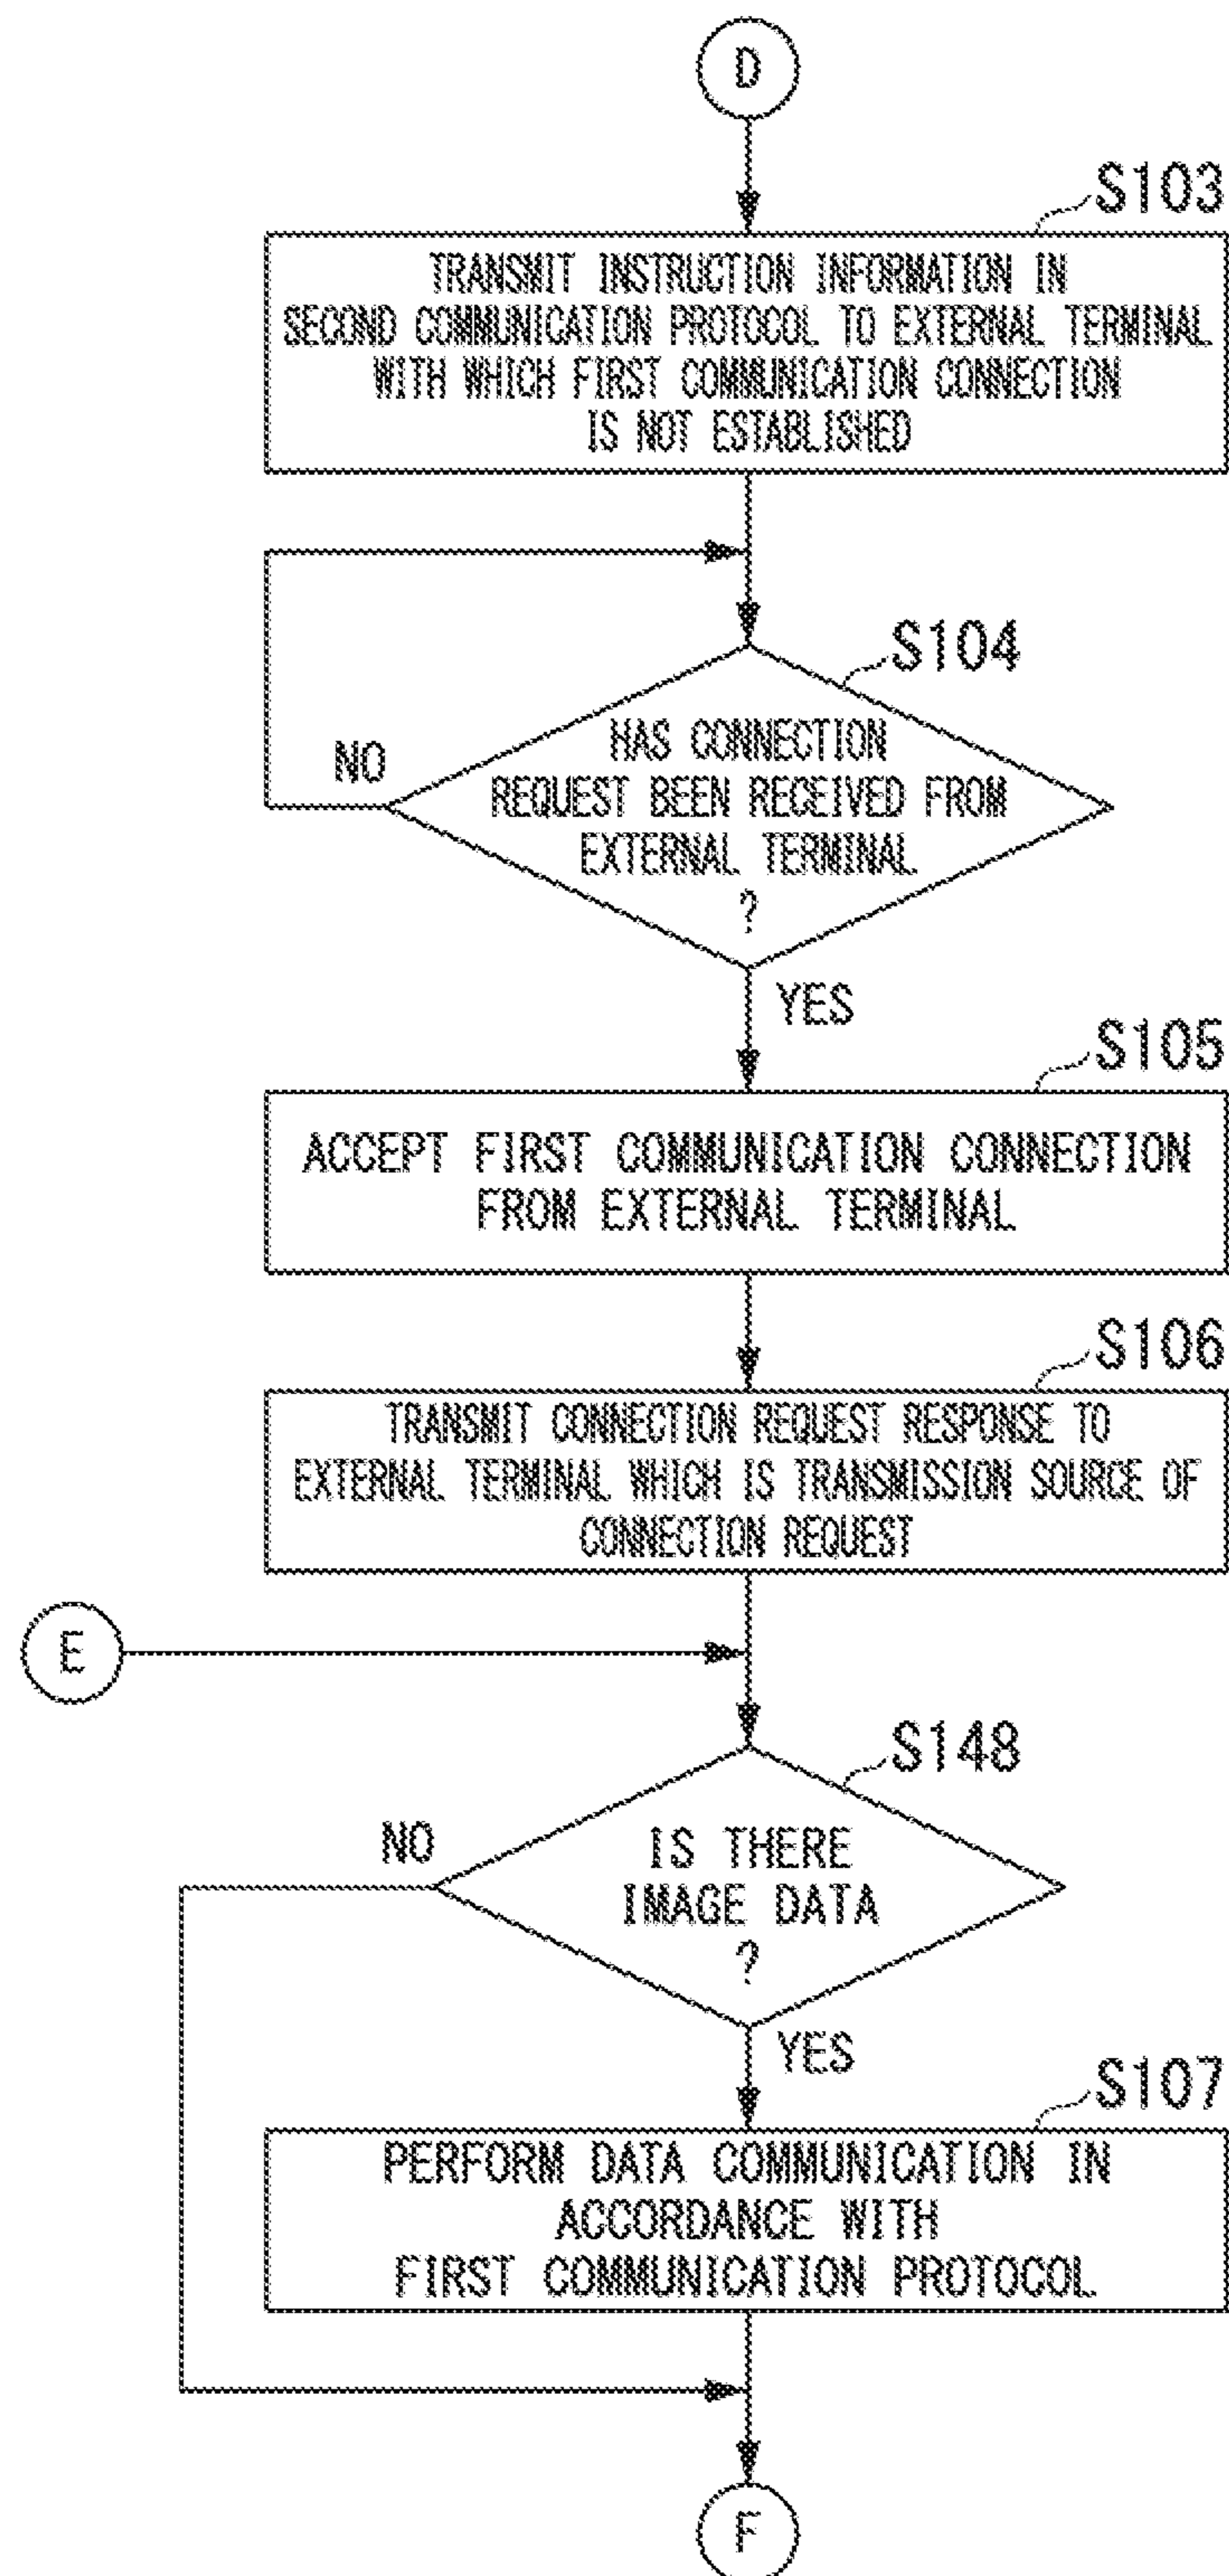 D
S103
TRANSMIT INSTRUCTION INFORMATION IN
SECOND COMMUNICATION PROTOCOL TO EXTERNAL TERMINAL
WITH WHICH FIRST COMMUNICATION CONNECTION
IS NOT ESTABLISHED
S104
HAS CONNECTION
REQUEST BEEN RECEIVED FROM
EXTERNAL TERMINAL
?
NO
YES
S105
ACCEPT FIRST COMMUNICATION CONNECTION
FROM EXTERNAL TERMINAL
S106
TRANSMIT CONNECTION REQUEST RESPONSE TO
EXTERNAL TERMINAL WHICH IS TRANSMISSION SOURCE OF
CONNECTION REQUEST
E
S148
NO
IS THERE
IMAGE DATA
?
YES
S107
PERFORM DATA COMMUNICATION IN
ACCORDANCE WITH
FIRST COMMUNICATION PROTOCOL
F